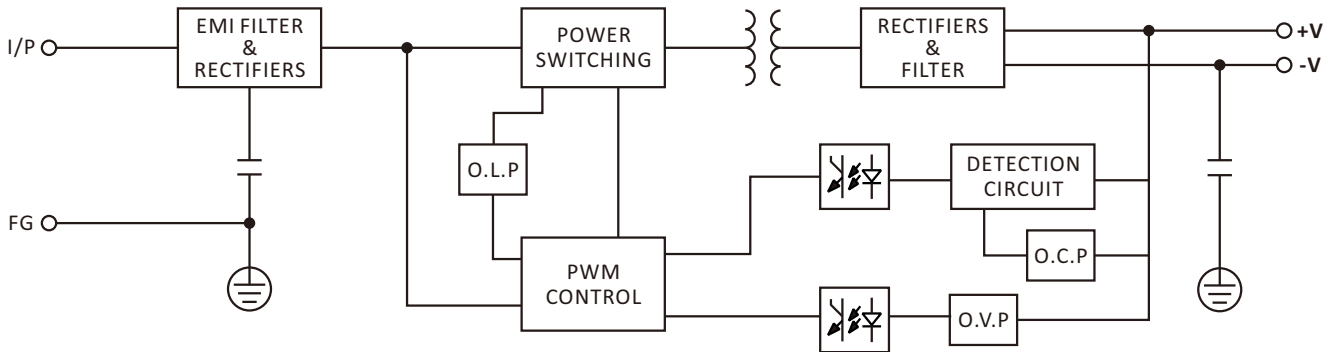 I/P
EMI FILTER
&
RECTIFIERS
POWER
SWITCHING
RECTIFIERS
&
FILTER
+V
-V
O.L.P
DETECTION
CIRCUIT
FG
PWM
CONTROL
O.C.P
O.V.P